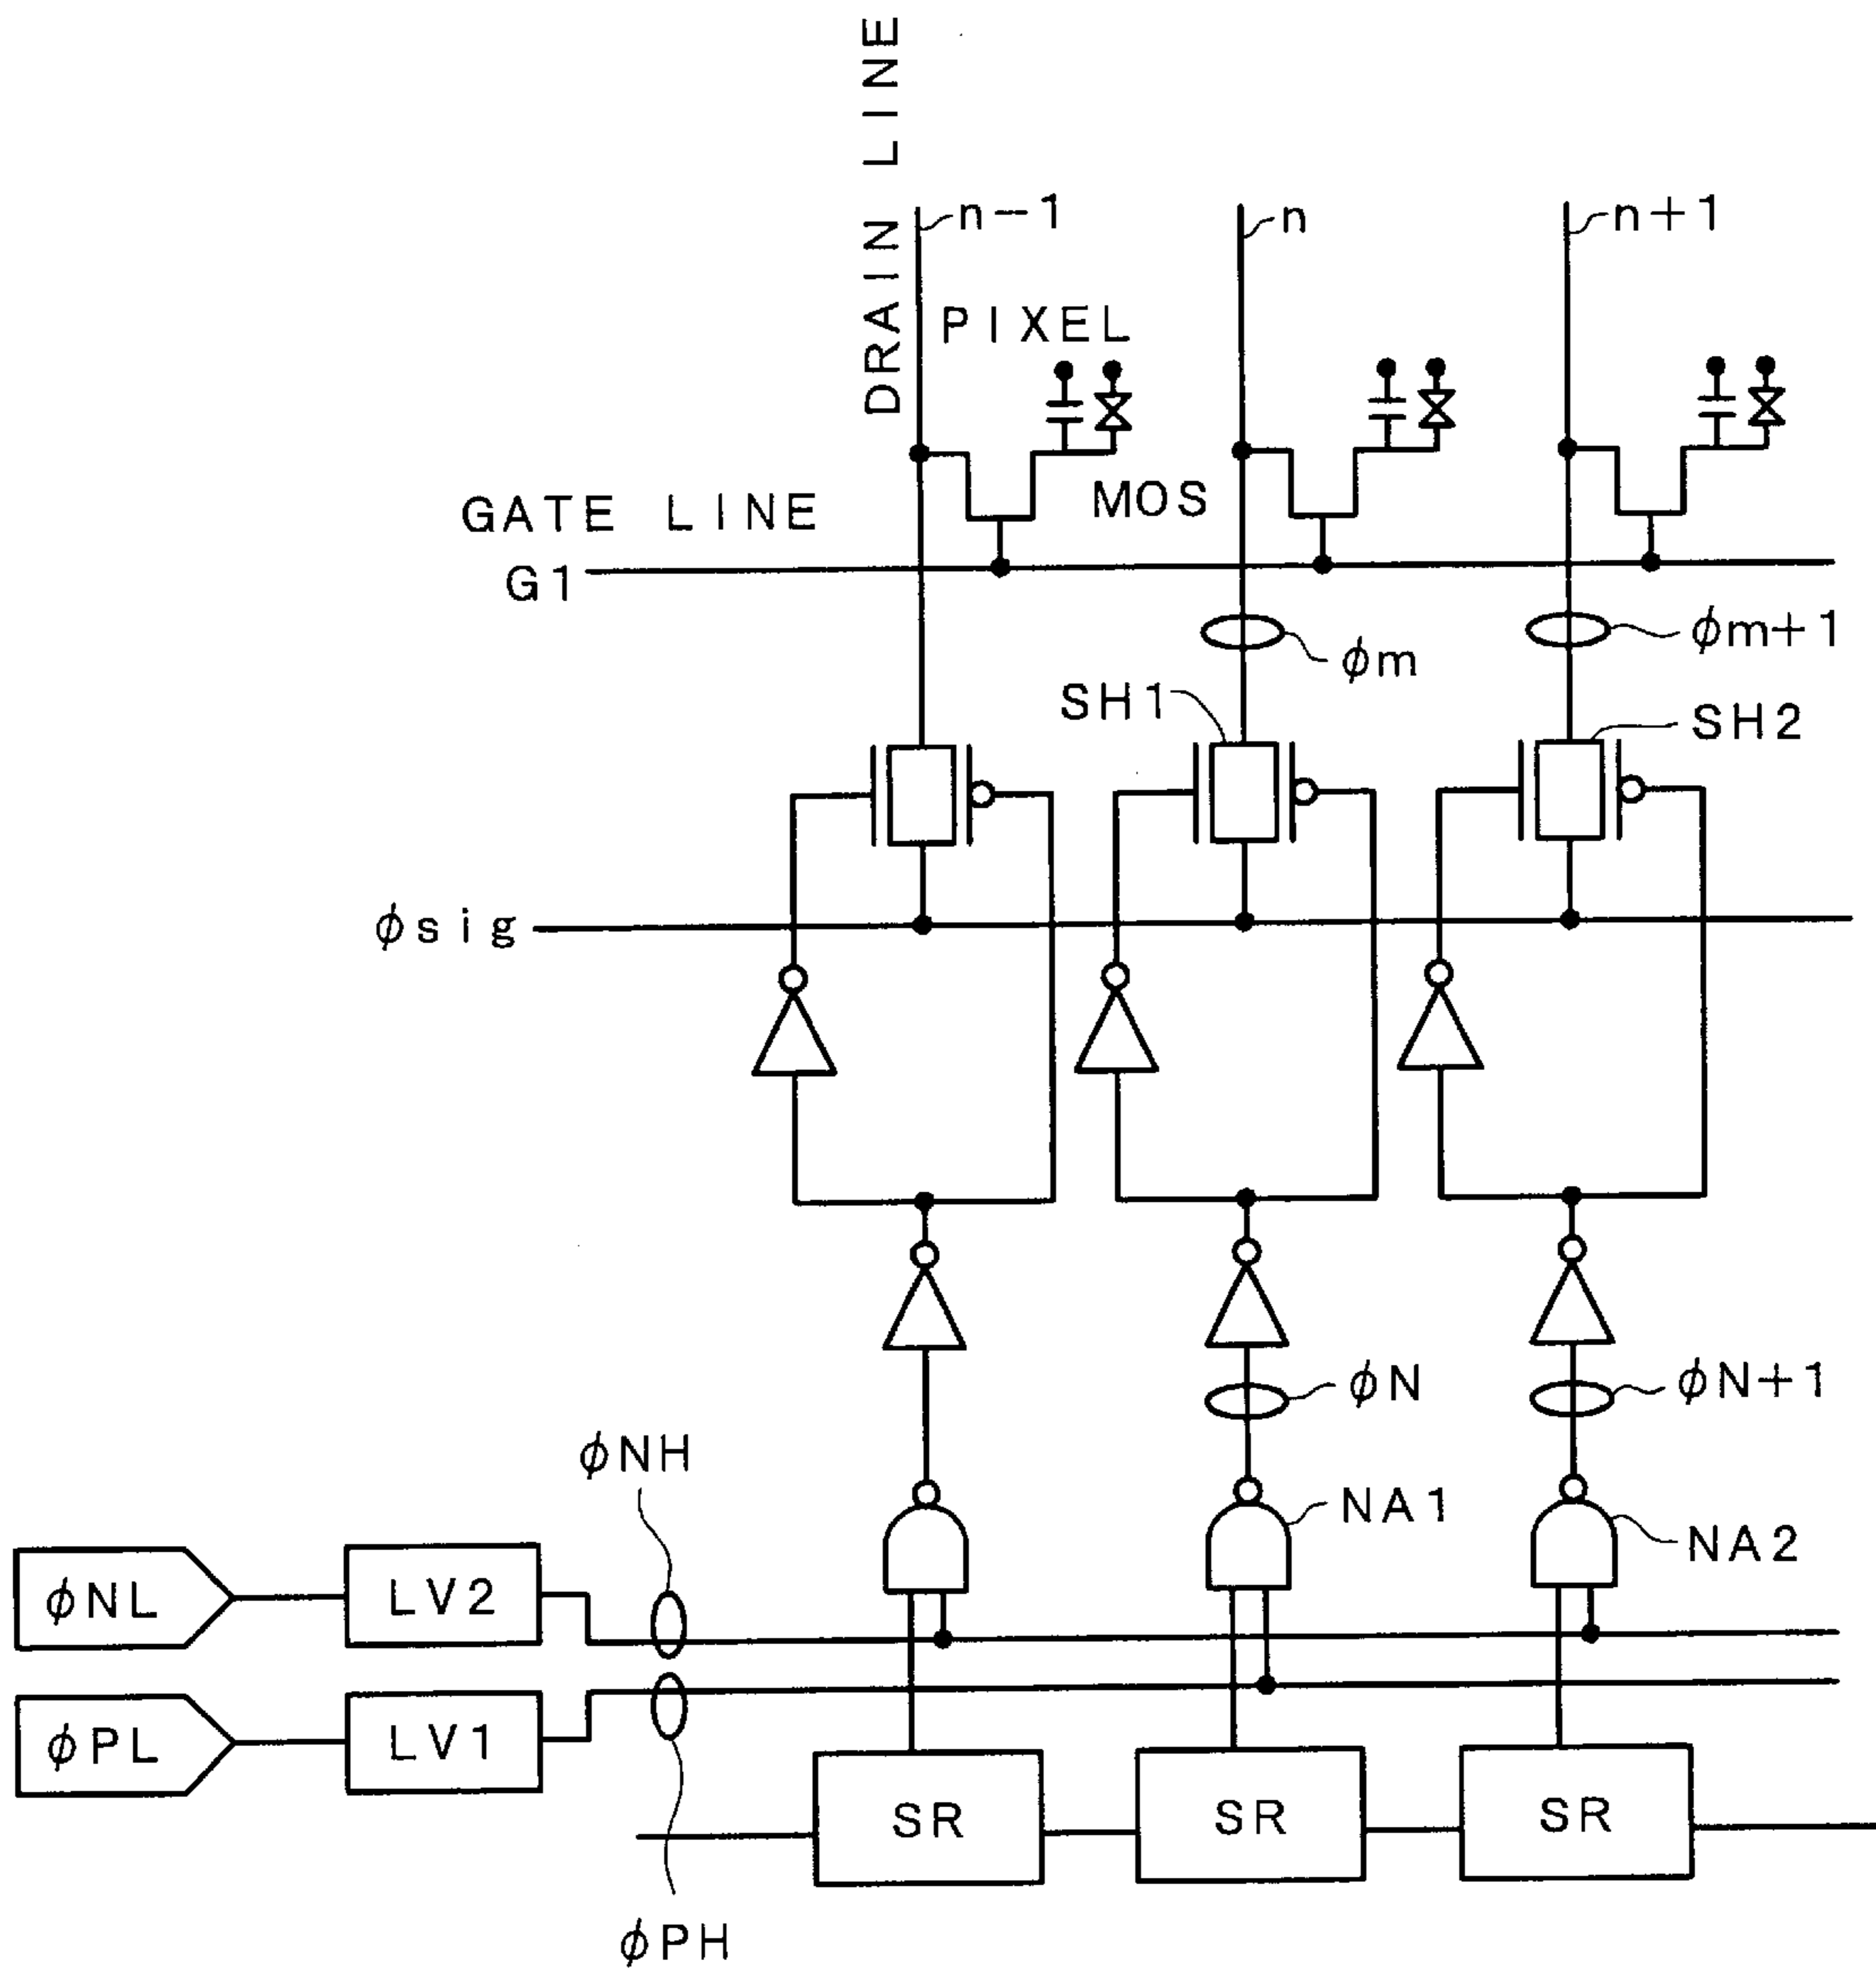 DRAIN LINE
n-1
n
n+1
PIXEL
GATE LINE
MOS
G1
ϕm
ϕm+1
SH1
SH2
ϕsig
ϕN
ϕN+1
ϕNH
NA1
NA2
ϕNL
LV2
ϕPL
LV1
SR
SR
SR
ϕPH